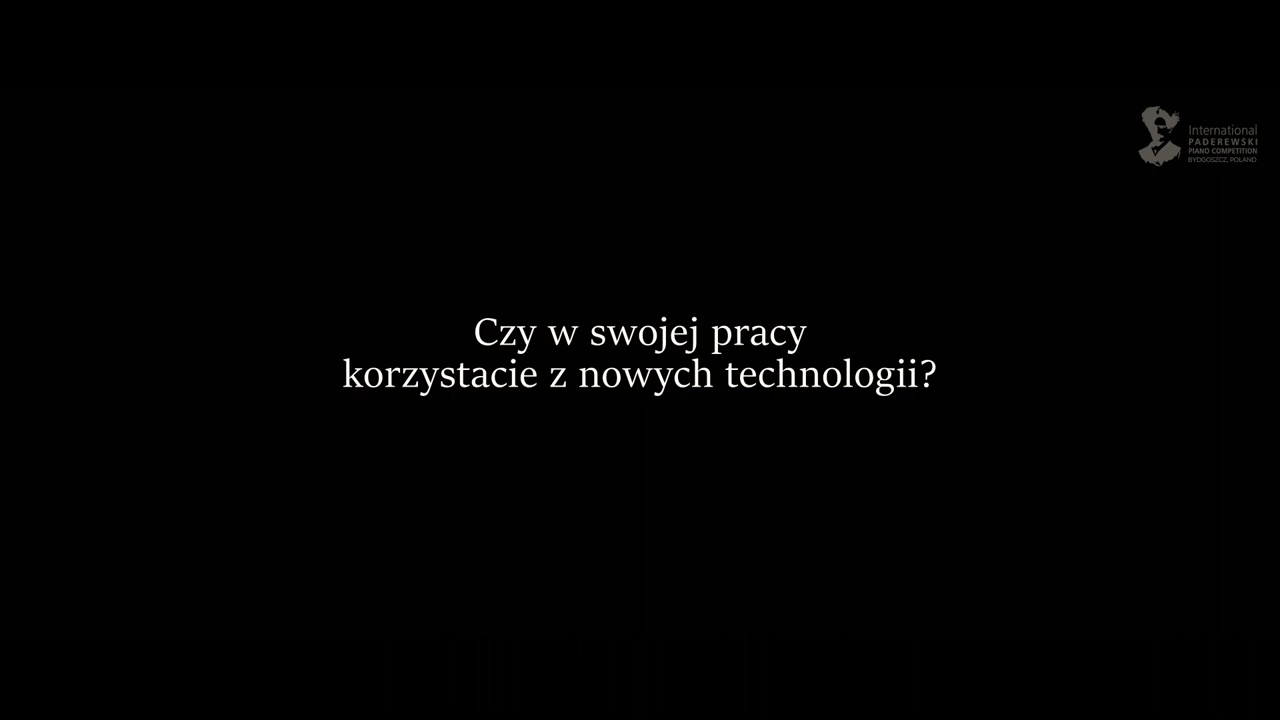 International
PADEREWSKI
PIANO COMPETITION
BYDGOSZCZ, POLAND
Czy w swojej pracy
korzystacie z nowych technologii?